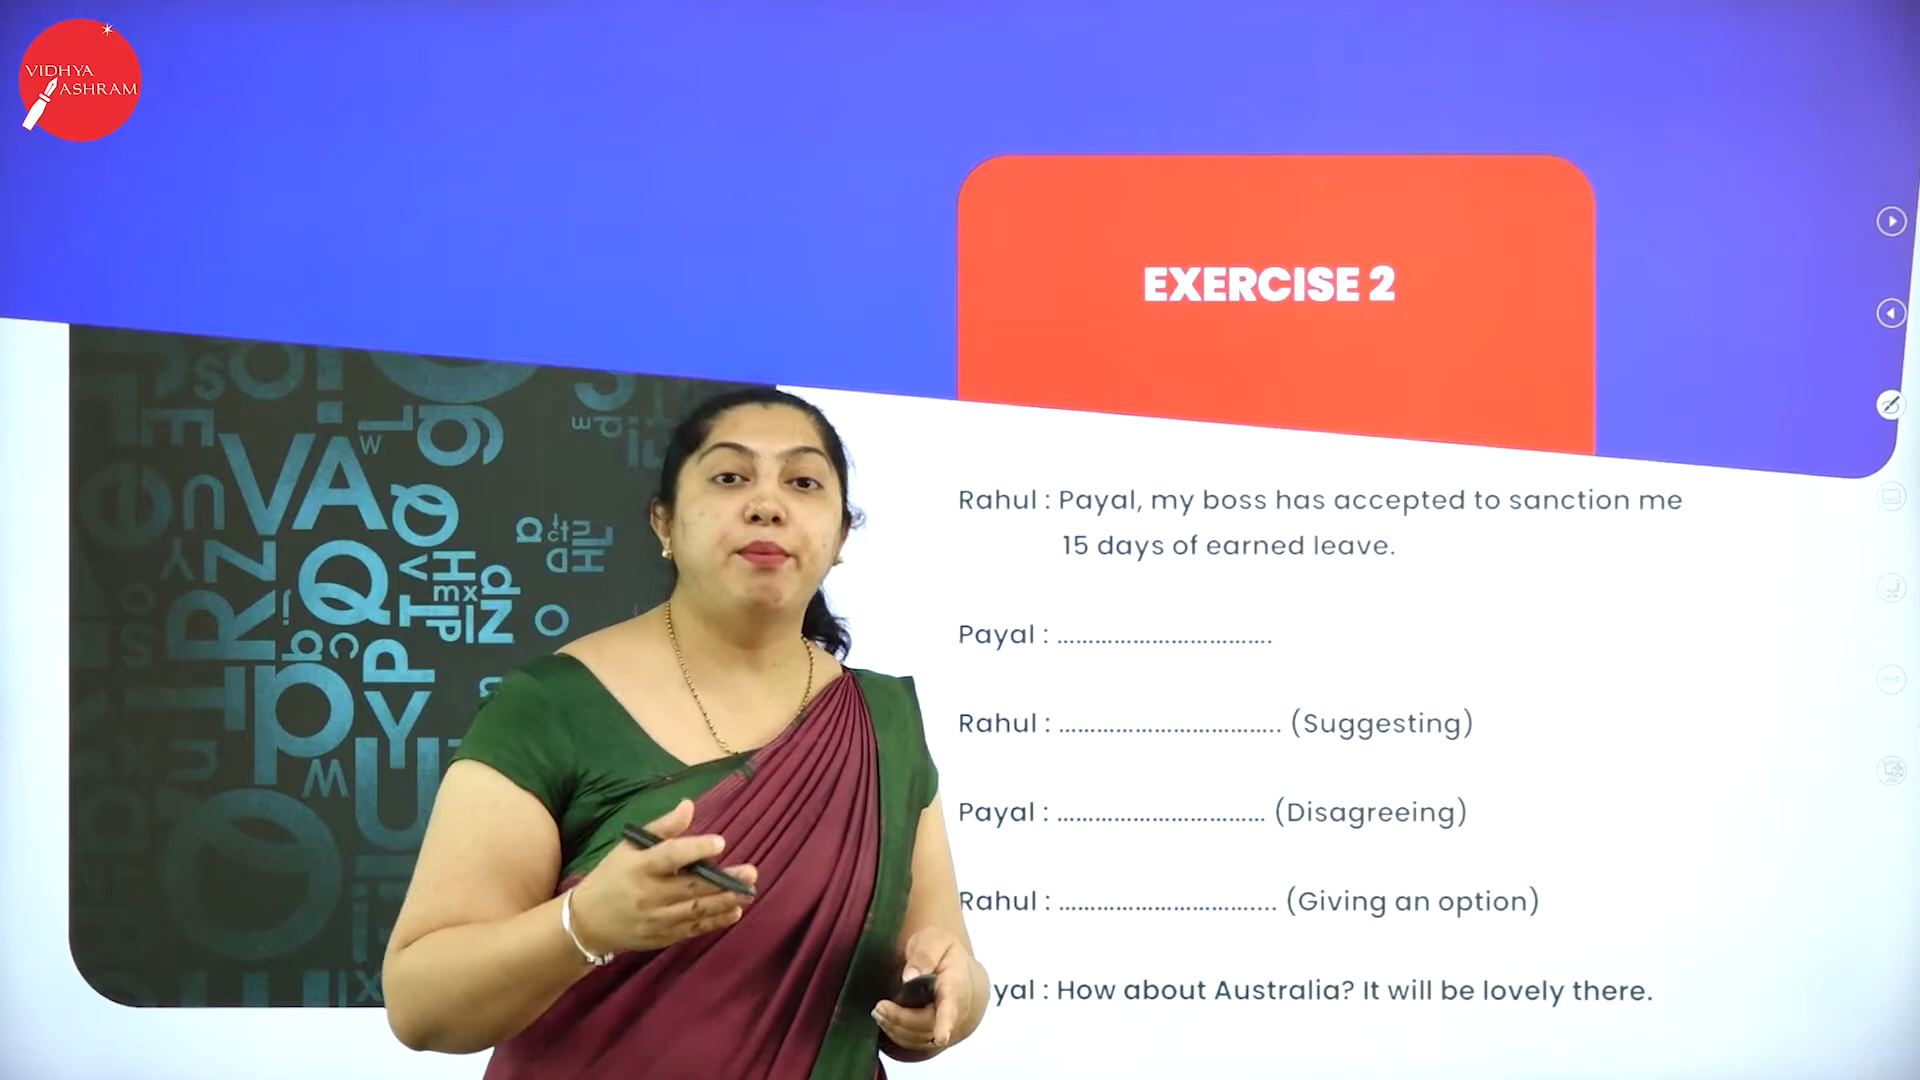 VIDHYA
ASHRAM
EXERCISE 2
Rahul : Payal, my boss has accepted to sanction me
15 days of earned leave.
Payal : ..................................
Rahul : ................................... (Suggesting)
Payal : ................................. (Disagreeing)
Rahul : .................................. (Giving an option)
yal : How about Australia? It will be lovely there.